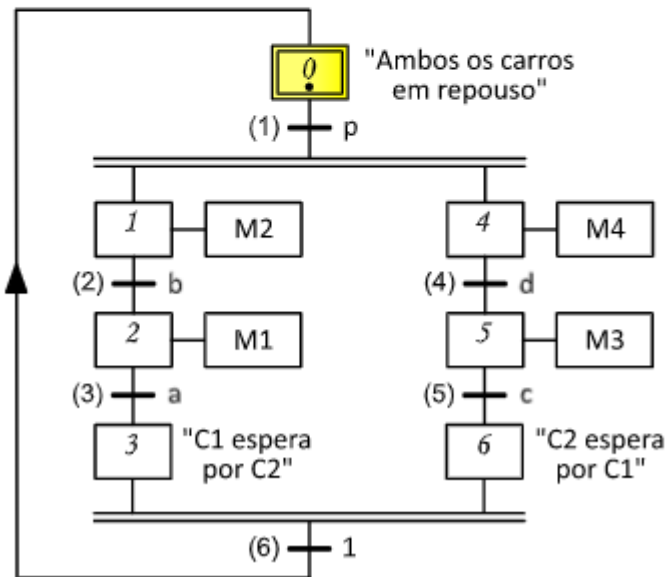 0
"Ambos os carros
em repouso"
(1) p
1 M2 4 M4
(2) b (4) d
2 M1 5 M3
(3) a (5) c
3 "C1 espera
por C2"
6 "C2 espera
por C1"
(6) 1